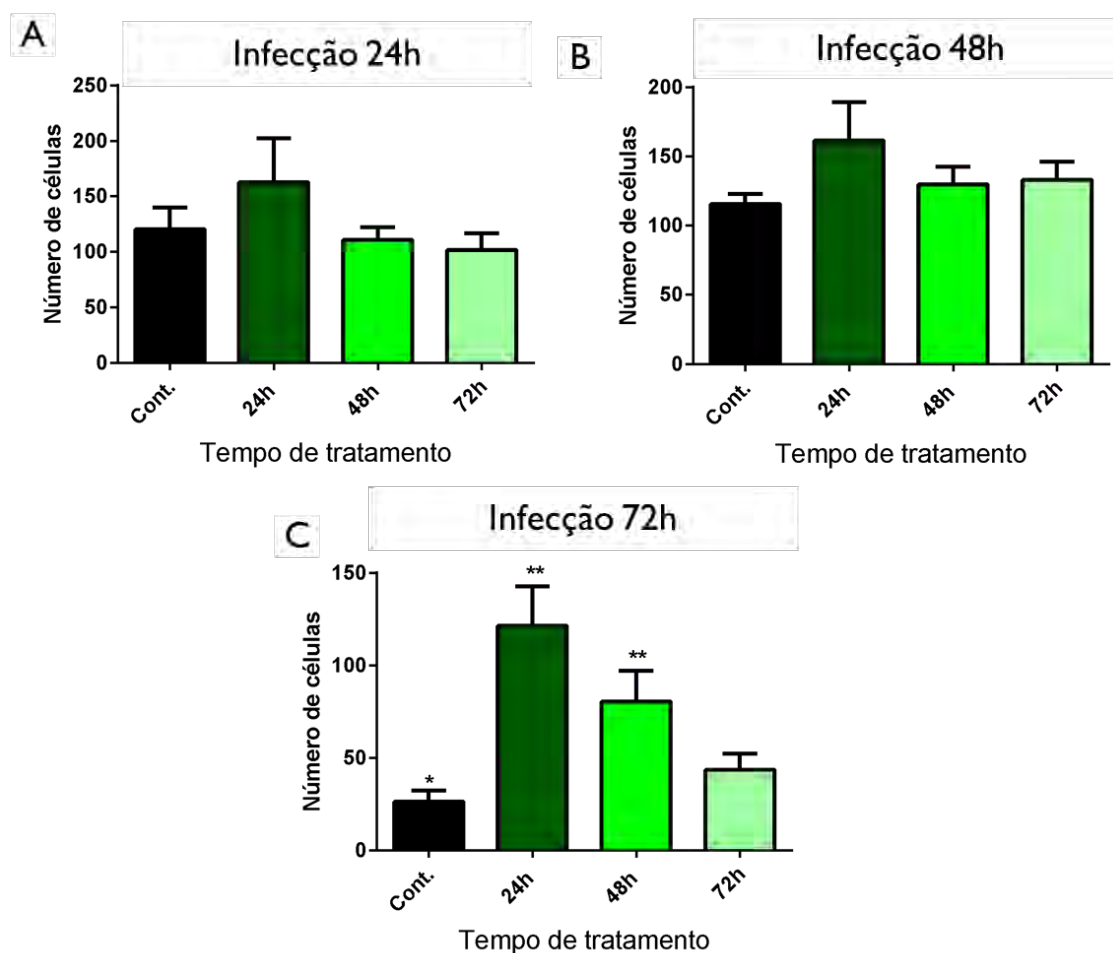 A
Infecção 24h
Número de células
250
200
150
100
50
0
Cont.
24h
48h
72h
Tempo de tratamento
B
Infecção 48h
Número de células
200
150
100
50
0
Cont.
24h
48h
72h
Tempo de tratamento
C
Infecção 72h
Número de células
150
100
50
0
*
**
**
Cont.
24h
48h
72h
Tempo de tratamento